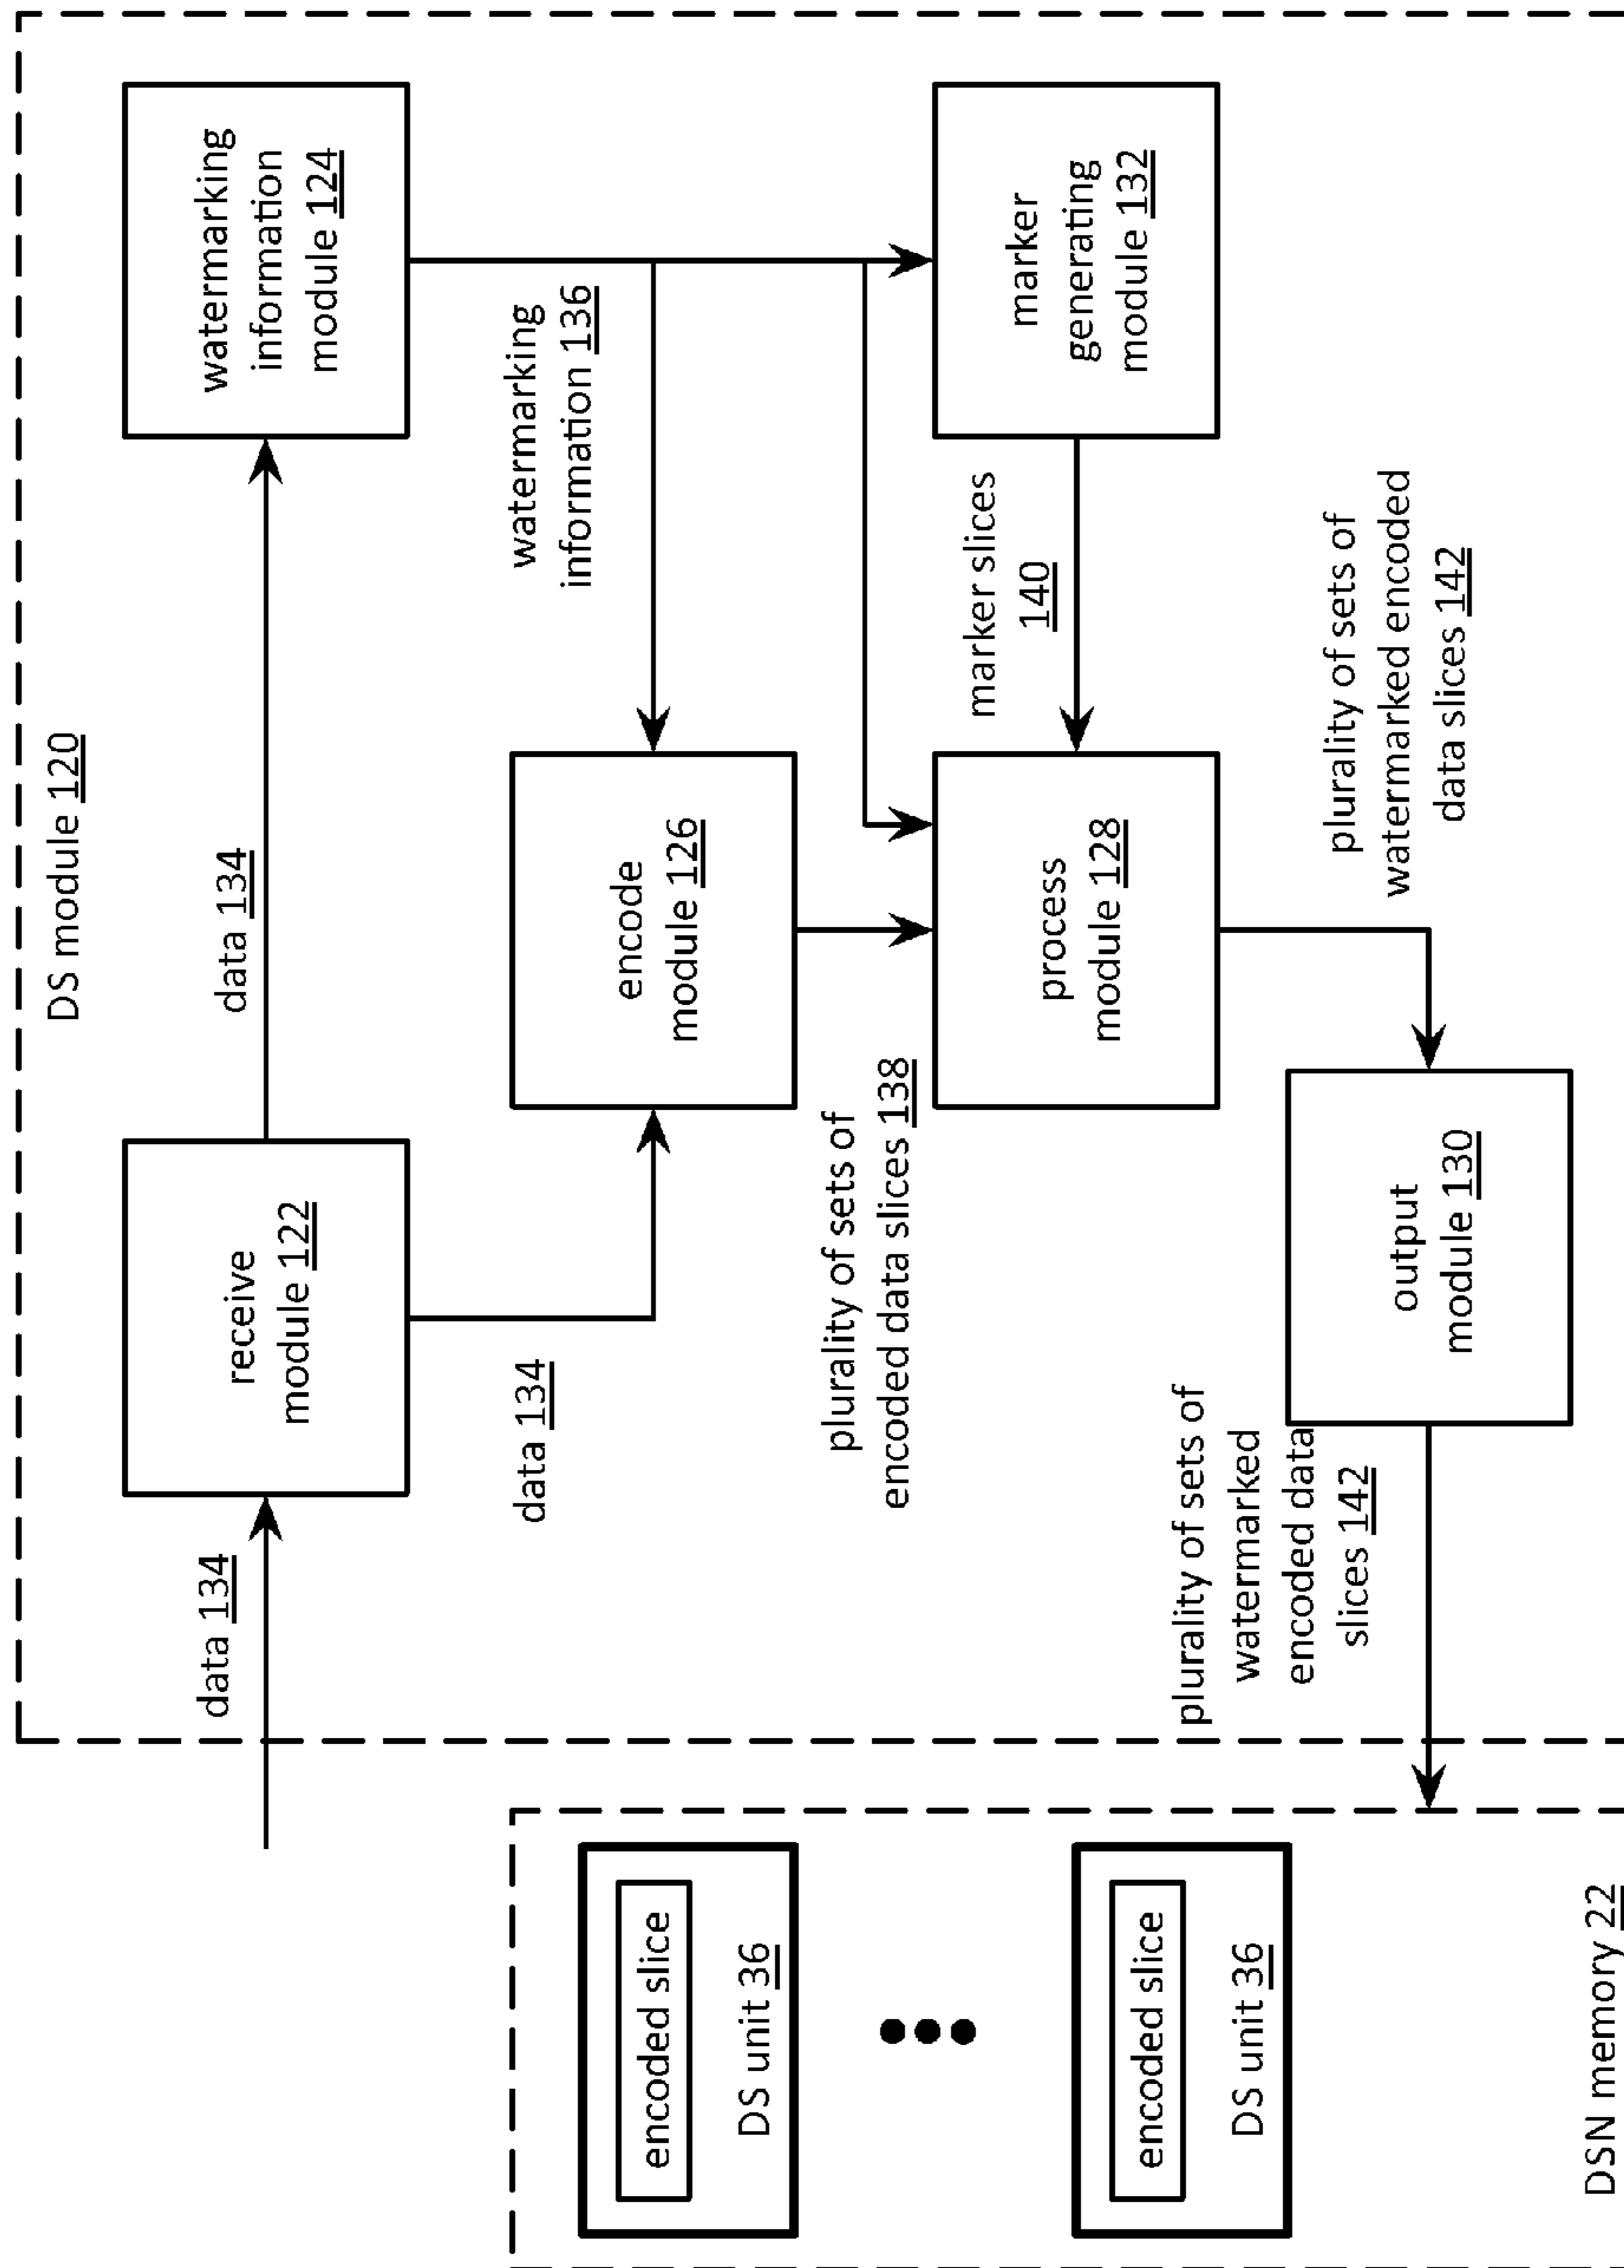 DS module 120
data 134
receive
module 122
data 134
watermarking
information
module 124
data 134
watermarking
information 136
encode
module 126
plurality of sets of
encoded data slices 138
process
module 128
marker slices
140
marker
generating
module 132
plurality of sets of
watermarked encoded
data slices 142
output
module 130
plurality of sets of
watermarked
encoded data
slices 142
encoded slice
DS unit 36
encoded slice
DS unit 36
DSN memory 22